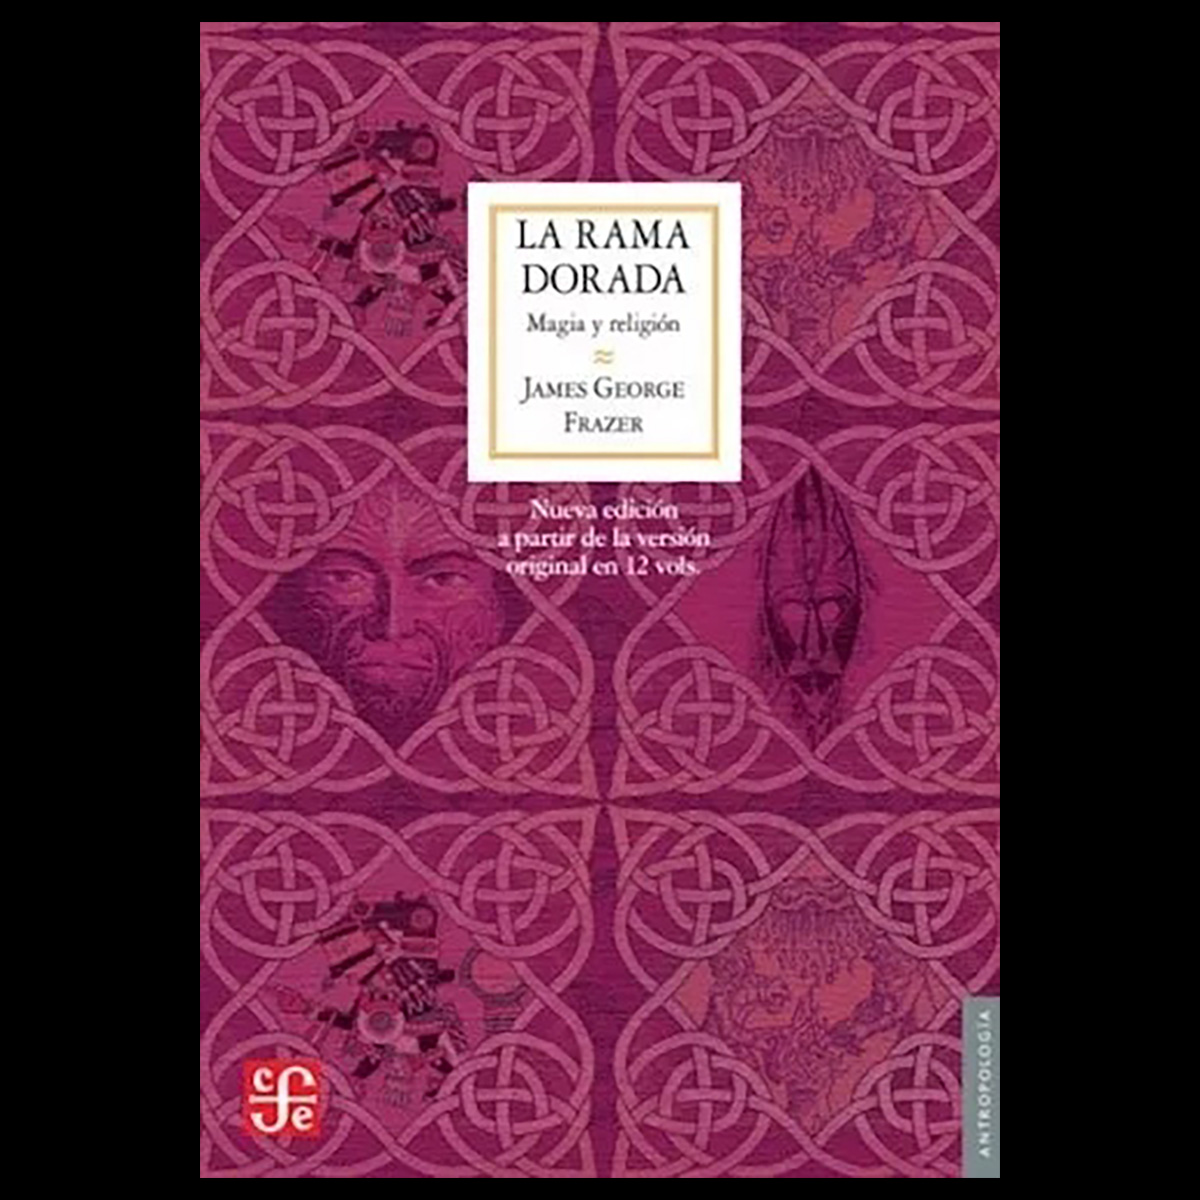 LA RAMA
DORADA
Magia y religión
JAMES GEORGE
FRAZER
Nueva edición
a partir de la versión
original en 12 vols.
cfe
ANTROPOLOGÍA